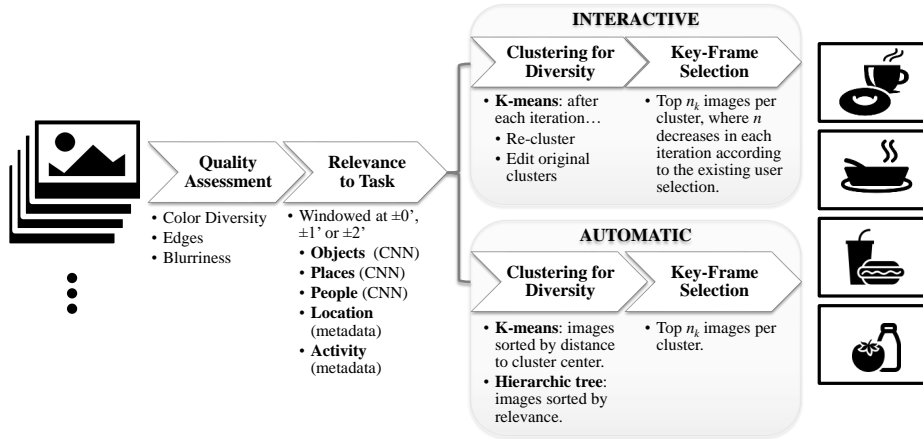 Quality
Assessment
• Color Diversity
• Edges
• Blurriness
Relevance
to Task
• Windowed at ±0’,
±1’ or ±2’
• Objects (CNN)
• Places (CNN)
• People (CNN)
• Location
(metadata)
• Activity
(metadata)
INTERACTIVE
Clustering for
Diversity
• K-means: after
each iteration…
• Re-cluster
• Edit original
clusters
Key-Frame
Selection
• Top nk images per
cluster, where n
decreases in each
iteration according
to the existing user
selection.
AUTOMATIC
Clustering for
Diversity
• K-means: images
sorted by distance
to cluster center.
• Hierarchic tree:
images sorted by
relevance.
Key-Frame
Selection
• Top nk images per
cluster.